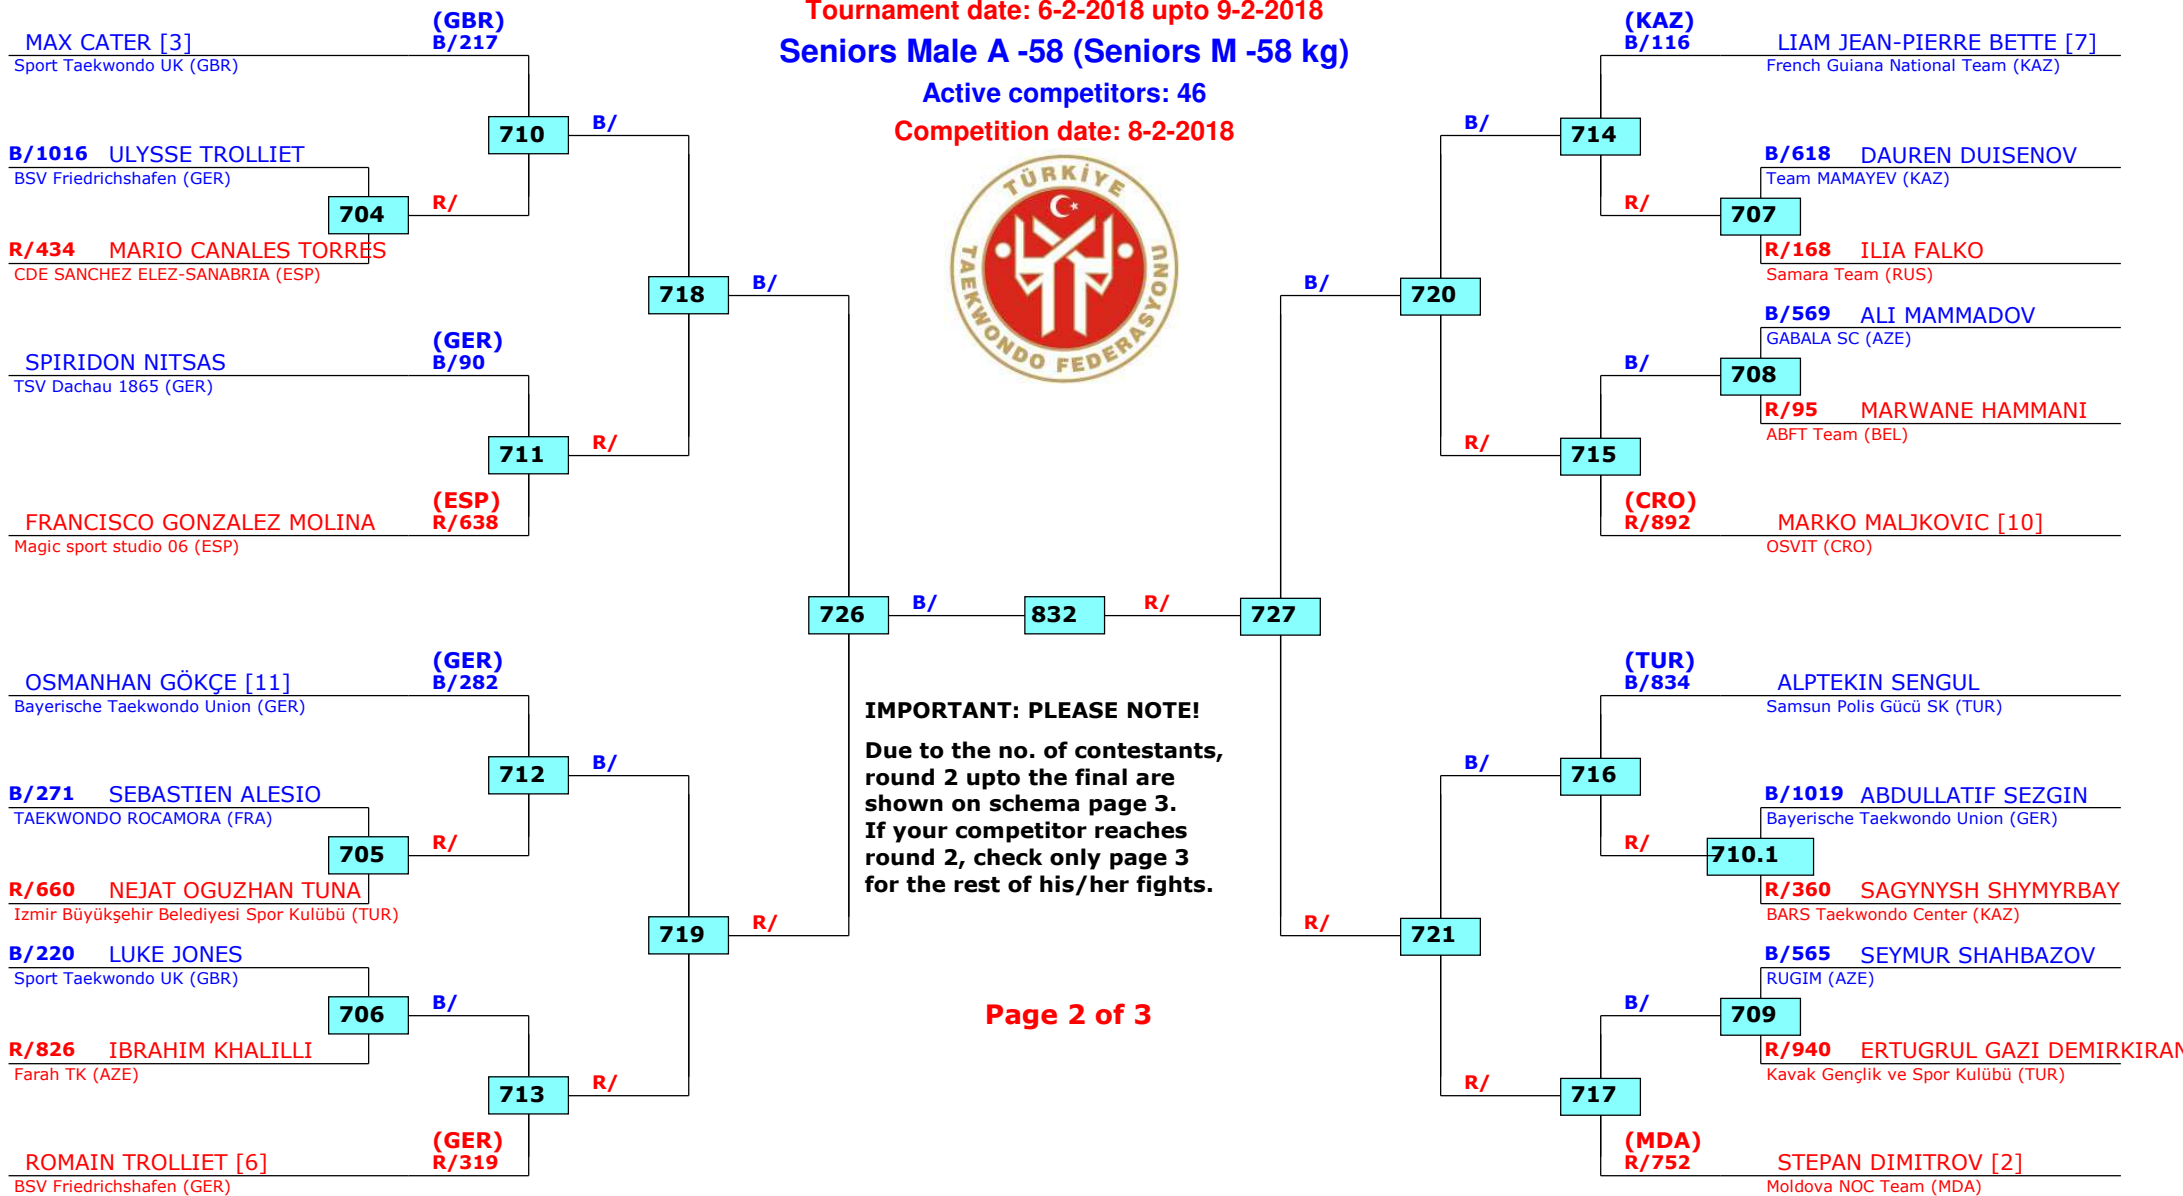 Tournament date: 6-2-2018 upto 9-2-2018
Seniors Male A -58 (Seniors M -58 kg)
Active competitors: 46
Competition date: 8-2-2018
TÜRKİYE
TAEKWONDO FEDERASYONU
(GBR)
MAX CATER [3] B/217
Sport Taekwondo UK (GBR)
710 B/
B/1016 ULYSSE TROLLIET
BSV Friedrichshafen (GER)
704 R/
R/434 MARIO CANALES TORRES
CDE SANCHEZ ELEZ-SANABRIA (ESP)
718 B/
(GER)
SPIRIDON NITSAS B/90
TSV Dachau 1865 (GER)
711 R/
(ESP)
FRANCISCO GONZALEZ MOLINA R/638
Magic sport studio 06 (ESP)
726 B/ 832 R/ 727
(GER)
OSMANHAN GÖKÇE [11] B/282
Bayerische Taekwondo Union (GER)
712 B/
B/271 SEBASTIEN ALESIO
TAEKWONDO ROCAMORA (FRA)
705 R/
R/660 NEJAT OGUZHAN TUNA
Izmir Büyükşehir Belediyesi Spor Kulübü (TUR)
719 R/
B/220 LUKE JONES
Sport Taekwondo UK (GBR)
706 B/
R/826 IBRAHIM KHALILLI
Farah TK (AZE)
713 R/
(GER)
ROMAIN TROLLIET [6] R/319
BSV Friedrichshafen (GER)
IMPORTANT: PLEASE NOTE!
Due to the no. of contestants,
round 2 upto the final are
shown on schema page 3.
If your competitor reaches
round 2, check only page 3
for the rest of his/her fights.
Page 2 of 3
(KAZ)
B/116 LIAM JEAN-PIERRE BETTE [7]
French Guiana National Team (KAZ)
B/ 714
B/618 DAUREN DUISENOV
Team MAMAYEV (KAZ)
R/ 707
R/168 ILIA FALKO
Samara Team (RUS)
B/ 720
B/569 ALI MAMMADOV
GABALA SC (AZE)
B/ 708
R/95 MARWANE HAMMANI
ABFT Team (BEL)
R/ 715
(CRO)
R/892 MARKO MALJKOVIC [10]
OSVIT (CRO)
(TUR)
B/834 ALPTEKIN SENGUL
Samsun Polis Gücü SK (TUR)
B/ 716
B/1019 ABDULLATIF SEZGIN
Bayerische Taekwondo Union (GER)
R/ 710.1
R/360 SAGYNYSH SHYMYRBAY
BARS Taekwondo Center (KAZ)
R/ 721
B/565 SEYMUR SHAHBAZOV
RUGIM (AZE)
B/ 709
R/940 ERTUGRUL GAZI DEMIRKIRAN
Kavak Gençlik ve Spor Kulübü (TUR)
R/ 717
(MDA)
R/752 STEPAN DIMITROV [2]
Moldova NOC Team (MDA)